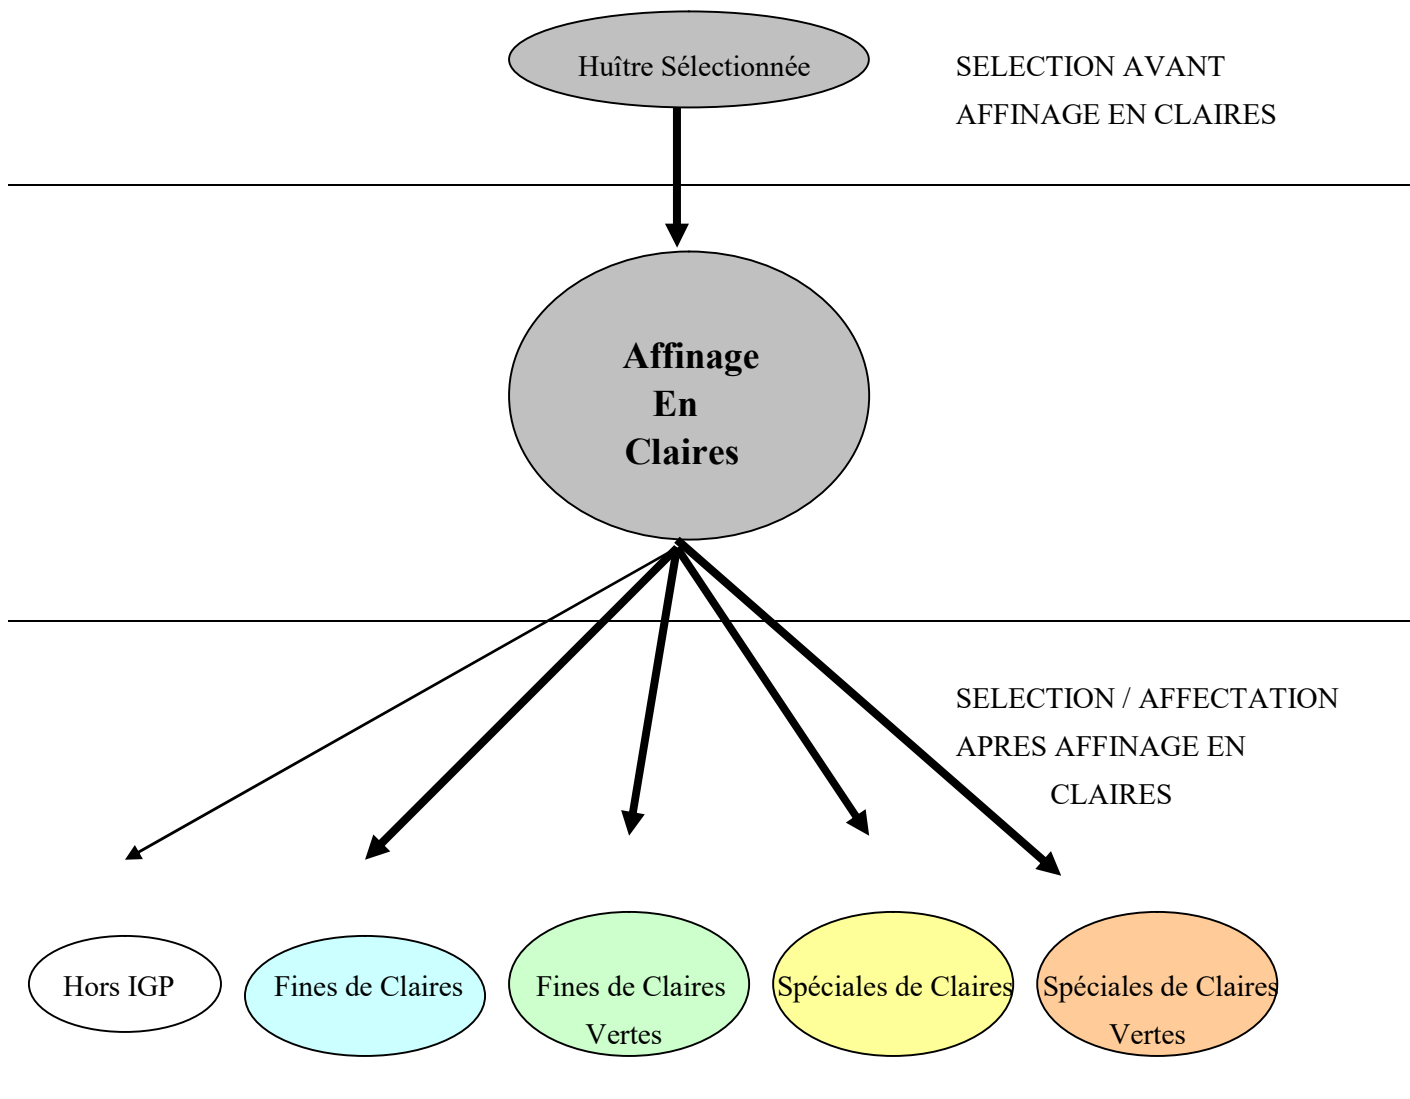 Huître Sélectionnée
SELECTION AVANT
AFFINAGE EN CLAIRES
Affinage
En
Claires
SELECTION / AFFECTATION
APRES AFFINAGE EN
CLAIRES
Hors IGP
Fines de Claires
Fines de Claires
Vertes
Spéciales de Claires
Spéciales de Claires
Vertes